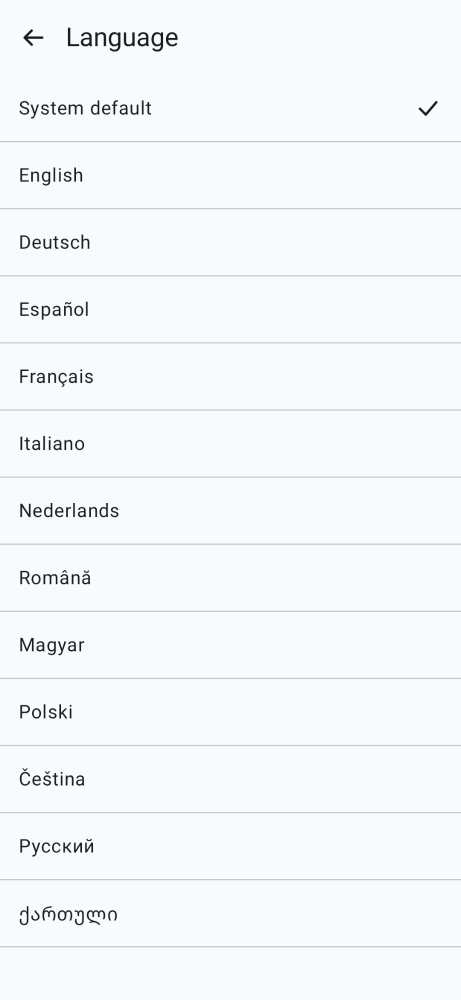 Language
System default
English
Deutsch
Español
Français
Italiano
Nederlands
Română
Magyar
Polski
Čeština
Русский
ქართული